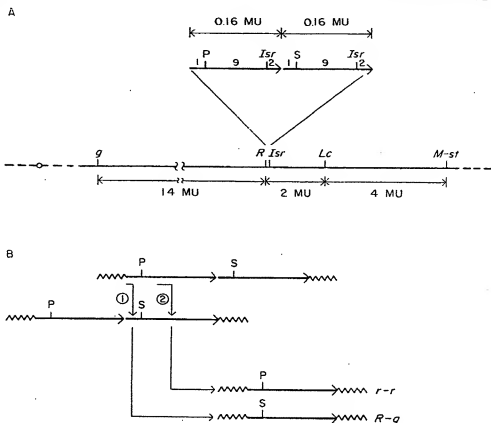 A
0.16 MU 0.16 MU
P Isr S Isr
1 9 2 1 9 2
g R Isr Lc M-st
14 MU 2 MU 4 MU
B
P S
① ②
P S
P r-r
S R-g